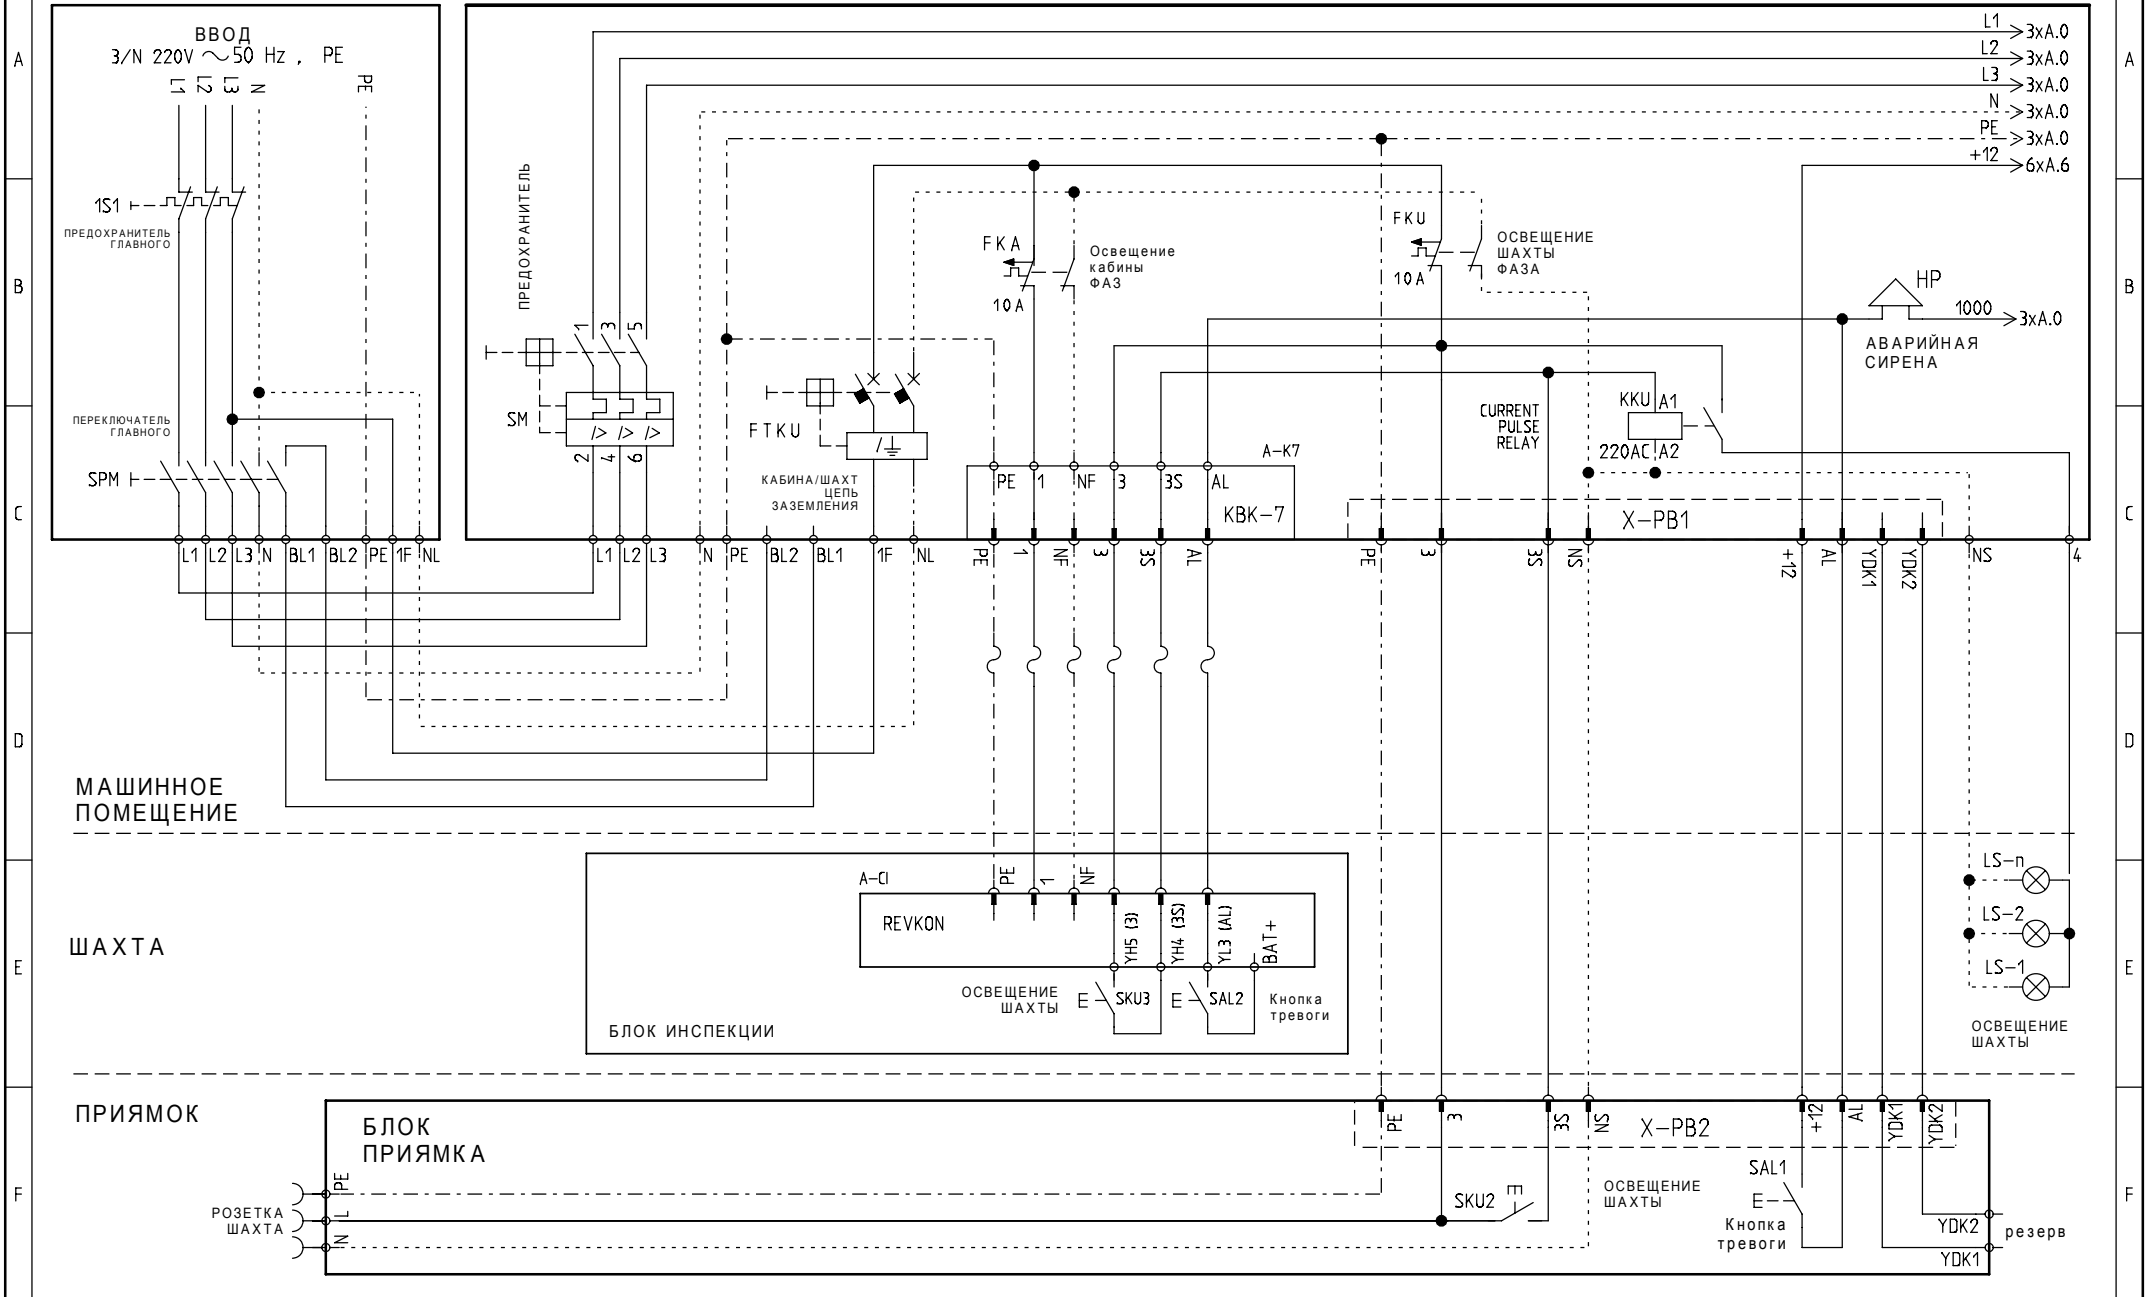 A
B
C
D
E
F
ВВОД
3/N 220V ~50 Hz , PE
L1
L2
L3
N
PE
1S1
ПРЕДОХРАНИТЕЛЬ
ГЛАВНОГО
ПЕРЕКЛЮЧАТЕЛЬ
ГЛАВНОГО
SPM
L1
L2
L3
N
BL1
BL2
PE
1F
NL
L1
3xA.0
L2
3xA.0
L3
3xA.0
N
3xA.0
PE
3xA.0
+12
6xA.6
ПРЕДОХРАНИТЕЛЬ
1
3
5
SM
2
4
6
FTKU
КАБИНА/ШАХТ
ЦЕПЬ
ЗАЗЕМЛЕНИЯ
FKA
10A
Освещение
кабины
ФАЗ
FKU
10A
ОСВЕЩЕНИЕ
ШАХТЫ
ФАЗА
HP
1000
3xA.0
АВАРИЙНАЯ
СИРЕНА
CURRENT
PULSE
RELAY
KKU
A1
220AC
A2
A-K7
PE
1
NF
3
3S
AL
KBK-7
X-PB1
L1
L2
L3
N
PE
BL2
BL1
1F
NL
PE
1
NF
3
3S
AL
PE
3
3S
NS
+12
AL
YDK1
YDK2
NS
4
МАШИННОЕ
ПОМЕЩЕНИЕ
ШАХТА
A-CI
REVKON
PE
1
NF
YH5 (3)
YH4 (3S)
YL3 (AL)
BAT+
ОСВЕЩЕНИЕ
ШАХТЫ
SKU3
SAL2
Кнопка
тревоги
БЛОК ИНСПЕКЦИИ
LS-n
LS-2
LS-1
ОСВЕЩЕНИЕ
ШАХТЫ
ПРИЯМОК
БЛОК
ПРИЯМКА
PE
3
3S
NS
X-PB2
+12
AL
YDK1
YDK2
РОЗЕТКА
ШАХТА
PE
L
N
SKU2
ОСВЕЩЕНИЕ
ШАХТЫ
SAL1
Кнопка
тревоги
YDK2
YDK1
резерв
A
B
C
D
E
F